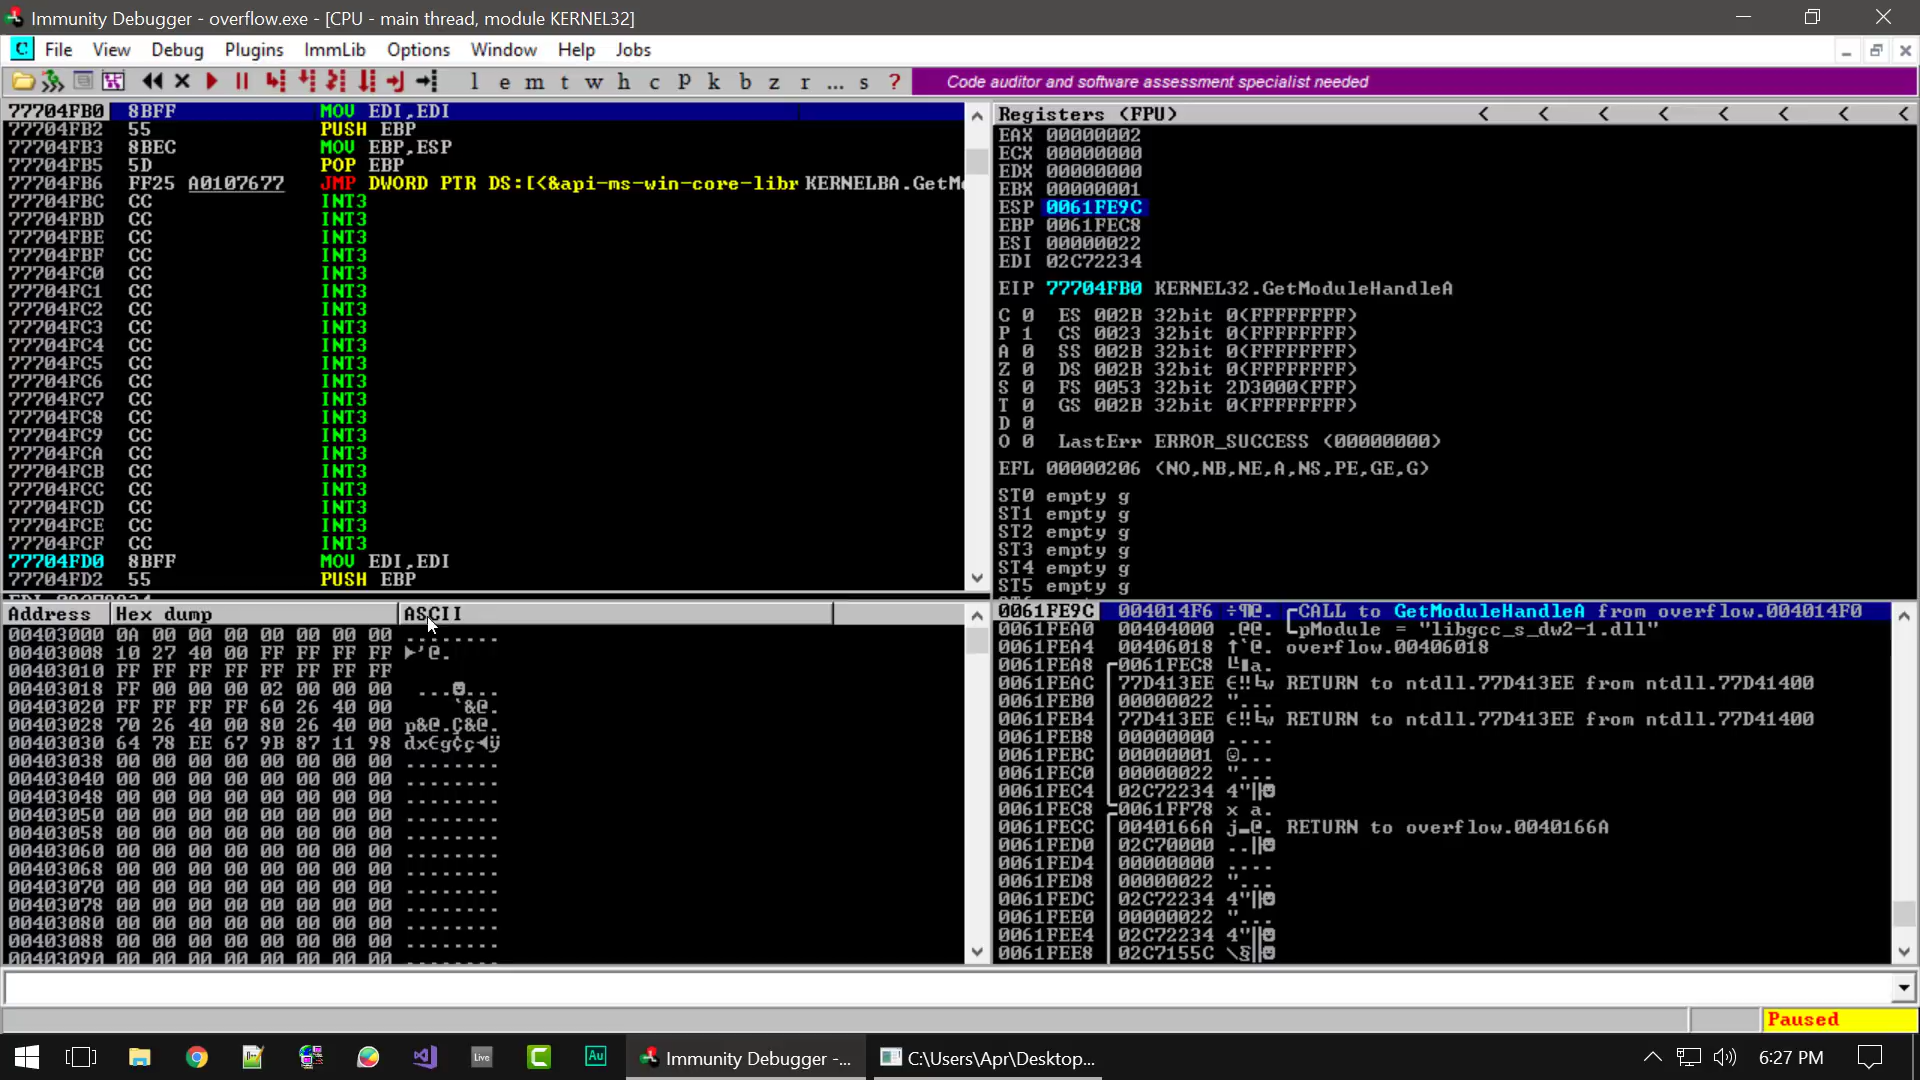 Immunity Debugger - overflow.exe - [CPU - main thread, module KERNEL32]
C File View Debug Plugins ImmLib Options Window Help Jobs
l e m t w h c P k b z r ... s ? Code auditor and software assessment specialist needed
77704FB0 8BFF MOV EDI,EDI
77704FB2 55 PUSH EBP
77704FB3 8BEC MOV EBP,ESP
77704FB5 5D POP EBP
77704FB6 FF25 A0107677 JMP DWORD PTR DS:[<&api-ms-win-core-libr KERNELBA.GetMo
77704FBC CC INT3
77704FBD CC INT3
77704FBE CC INT3
77704FBF CC INT3
77704FC0 CC INT3
77704FC1 CC INT3
77704FC2 CC INT3
77704FC3 CC INT3
77704FC4 CC INT3
77704FC5 CC INT3
77704FC6 CC INT3
77704FC7 CC INT3
77704FC8 CC INT3
77704FC9 CC INT3
77704FCA CC INT3
77704FCB CC INT3
77704FCC CC INT3
77704FCD CC INT3
77704FCE CC INT3
77704FCF CC INT3
77704FD0 8BFF MOV EDI,EDI
77704FD2 55 PUSH EBP
Registers (FPU) < < < < < < < <
EAX 00000002
ECX 00000000
EDX 00000000
EBX 00000001
ESP 0061FE9C
EBP 0061FEC8
ESI 00000022
EDI 02C72234
EIP 77704FB0 KERNEL32.GetModuleHandleA
C 0 ES 002B 32bit 0(FFFFFFFF)
P 1 CS 0023 32bit 0(FFFFFFFF)
A 0 SS 002B 32bit 0(FFFFFFFF)
Z 0 DS 002B 32bit 0(FFFFFFFF)
S 0 FS 0053 32bit 2D3000(FFF)
T 0 GS 002B 32bit 0(FFFFFFFF)
D 0
O 0 LastErr ERROR_SUCCESS (00000000)
EFL 00000206 (NO,NB,NE,A,NS,PE,GE,G)
ST0 empty g
ST1 empty g
ST2 empty g
ST3 empty g
ST4 empty g
ST5 empty g
Address Hex dump ASCII
00403000 0A 00 00 00 00 00 00 00 ........
00403008 10 27 40 00 FF FF FF FF ►'@.
00403010 FF FF FF FF FF FF FF FF
00403018 FF 00 00 00 02 00 00 00 ...☻...
00403020 FF FF FF FF 60 26 40 00 `&@.
00403028 70 26 40 00 80 26 40 00 p&@.Ç&@.
00403030 64 78 EE 67 9B 87 11 98 dx∈g¢ç◄ÿ
00403038 00 00 00 00 00 00 00 00 ........
00403040 00 00 00 00 00 00 00 00 ........
00403048 00 00 00 00 00 00 00 00 ........
00403050 00 00 00 00 00 00 00 00 ........
00403058 00 00 00 00 00 00 00 00 ........
00403060 00 00 00 00 00 00 00 00 ........
00403068 00 00 00 00 00 00 00 00 ........
00403070 00 00 00 00 00 00 00 00 ........
00403078 00 00 00 00 00 00 00 00 ........
00403080 00 00 00 00 00 00 00 00 ........
00403088 00 00 00 00 00 00 00 00 ........
00403090 00 00 00 00 00 00 00 00
0061FE9C 004014F6 ÷¶@. CALL to GetModuleHandleA from overflow.004014F0
0061FEA0 00404000 .@@. pModule = "libgcc_s_dw2-1.dll"
0061FEA4 00406018 ↑`@. overflow.00406018
0061FEA8 0061FEC8 a.
0061FEAC 77D413EE ∈‼╘w RETURN to ntdll.77D413EE from ntdll.77D41400
0061FEB0 00000022 "...
0061FEB4 77D413EE ∈‼╘w RETURN to ntdll.77D413EE from ntdll.77D41400
0061FEB8 00000000 ....
0061FEBC 00000001 ☺...
0061FEC0 00000022 "...
0061FEC4 02C72234 4"╟☻
0061FEC8 0061FF78 x a.
0061FECC 0040166A j▬@. RETURN to overflow.0040166A
0061FED0 02C70000 ..╟☻
0061FED4 00000000 ....
0061FED8 00000022 "...
0061FEDC 02C72234 4"╟☻
0061FEE0 00000022 "...
0061FEE4 02C72234 4"╟☻
0061FEE8 02C7155C \§╟☻
Paused
Live Au Immunity Debugger -... C:\Users\Apr\Desktop... 6:27 PM